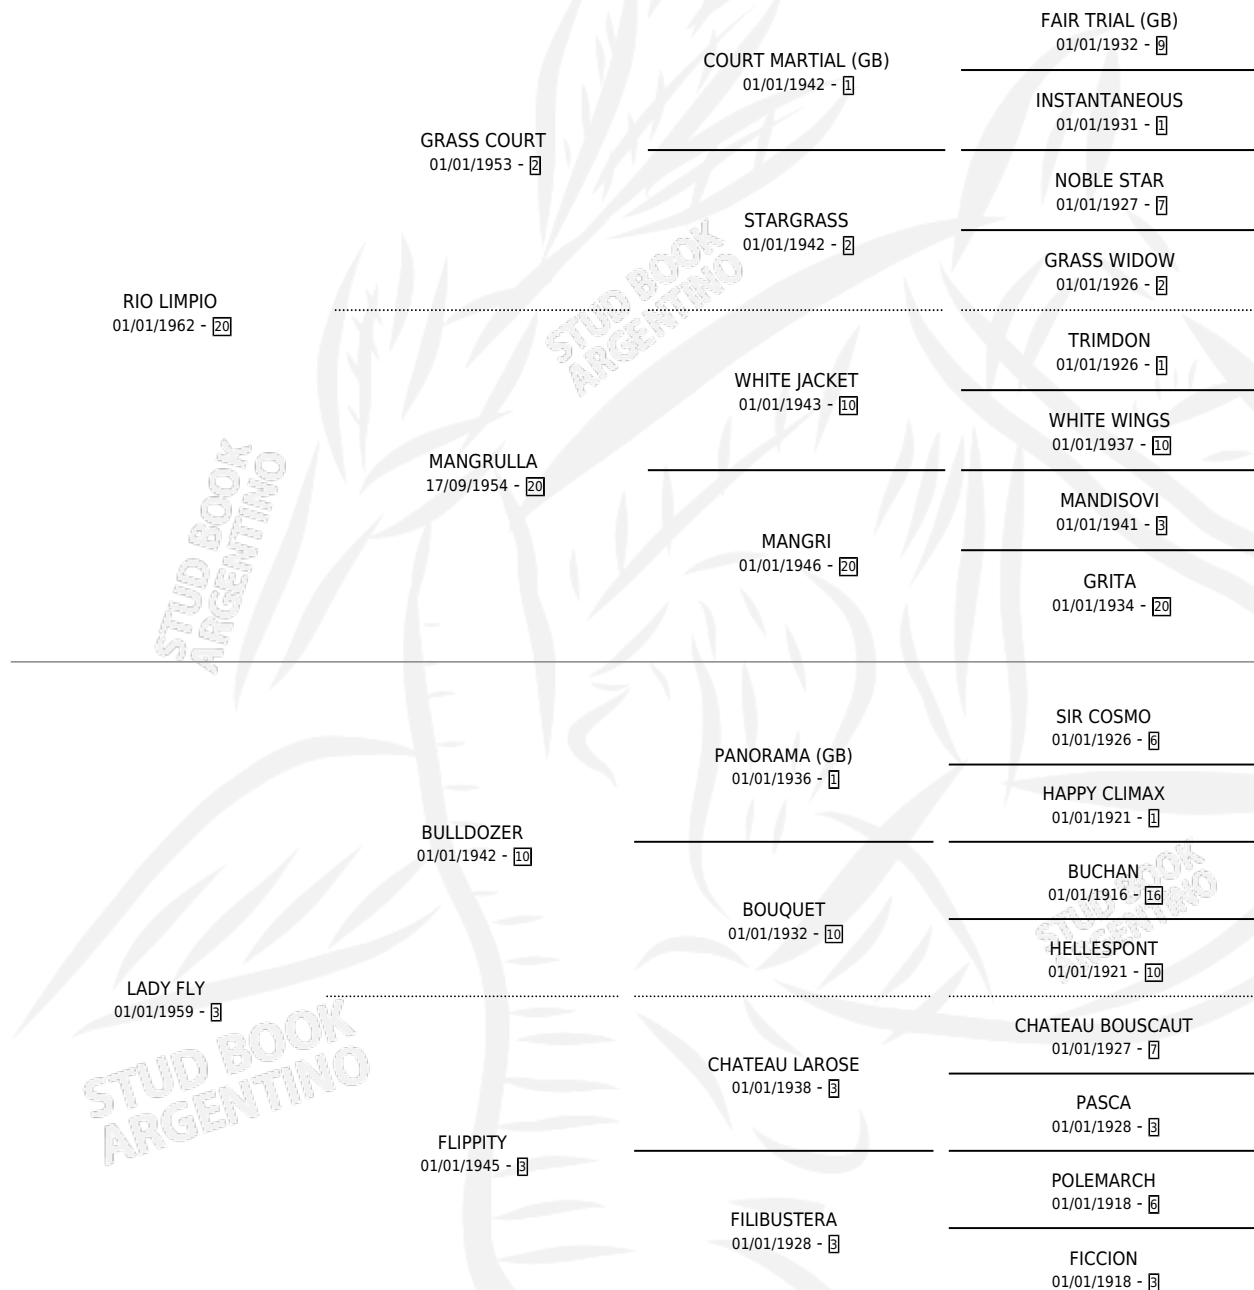 FAIR TRIAL (GB)
01/01/1932 - 9
COURT MARTIAL (GB)
01/01/1942 - 1
INSTANTANEOUS
01/01/1931 - 1
GRASS COURT
01/01/1953 - 2
NOBLE STAR
01/01/1927 - 7
STARGRASS
01/01/1942 - 2
GRASS WIDOW
01/01/1926 - 2
RIO LIMPIO
01/01/1962 - 20
STUD BOOK
ARGENTINO
TRIMDON
01/01/1926 - 1
WHITE JACKET
01/01/1943 - 10
WHITE WINGS
01/01/1937 - 10
MANGRULLA
17/09/1954 - 20
MANDISOVI
01/01/1941 - 3
MANGRI
01/01/1946 - 20
GRITA
01/01/1934 - 20
STUD BOOK
ARGENTINO
SIR COSMO
01/01/1926 - 6
PANORAMA (GB)
01/01/1936 - 1
HAPPY CLIMAX
01/01/1921 - 1
BULLDOZER
01/01/1942 - 10
BUCHAN
01/01/1916 - 16
STUD BOOK
ARGENTINO
BOUQUET
01/01/1932 - 10
HELLESPONT
01/01/1921 - 10
LADY FLY
01/01/1959 - 3
STUD BOOK
ARGENTINO
CHATEAU BOUSCAUT
01/01/1927 - 7
CHATEAU LAROSE
01/01/1938 - 3
PASCA
01/01/1928 - 3
FLIPPITY
01/01/1945 - 3
POLEMARCH
01/01/1918 - 6
FILIBUSTERA
01/01/1928 - 3
FICCION
01/01/1918 - 3